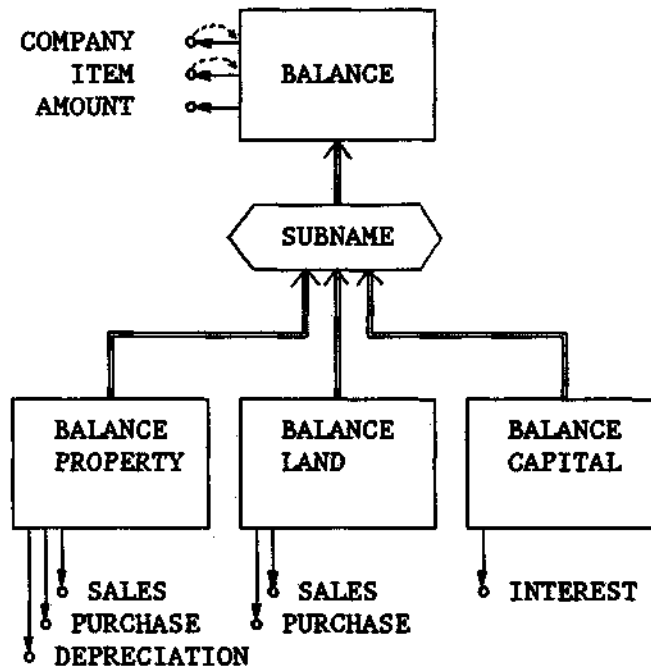 COMPANY
ITEM
AMOUNT
BALANCE
SUBNAME
BALANCE
PROPERTY
BALANCE
LAND
BALANCE
CAPITAL
SALES
PURCHASE
DEPRECIATION
SALES
PURCHASE
INTEREST